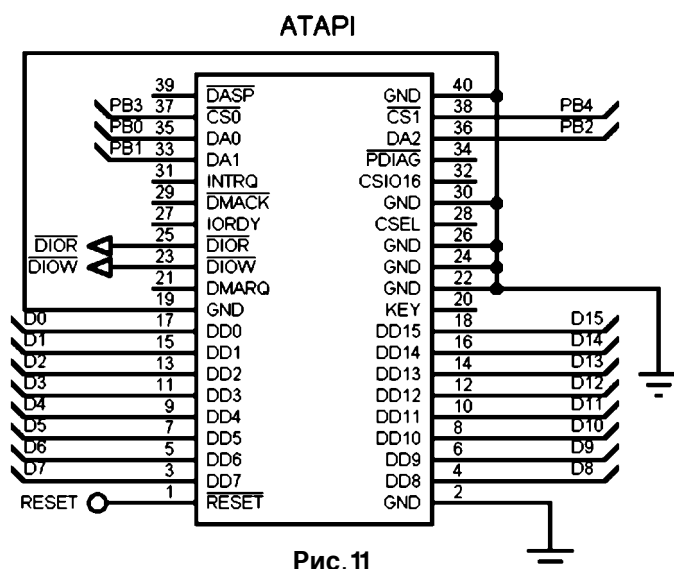 ATAPI
39 DASP GND 40
PB3 37 CS0 CS1 38 PB4
PB0 35 DA0 DA2 36 PB2
PB1 33 DA1 PDIAG 34
31 INTRQ CSIO16 32
29 DMACK GND 30
27 IORDY CSEL 28
DIOR 25 DIOR GND 26
DIOW 23 DIOW GND 24
21 DMARQ GND 22
19 GND KEY 20
D0 17 DD0 DD15 18 D15
D1 15 DD1 DD14 16 D14
D2 13 DD2 DD13 14 D13
D3 11 DD3 DD12 12 D12
D4 9 DD4 DD11 10 D11
D5 7 DD5 DD10 8 D10
D6 5 DD6 DD9 6 D9
D7 3 DD7 DD8 4 D8
RESET 1 RESET GND 2
Рис. 11